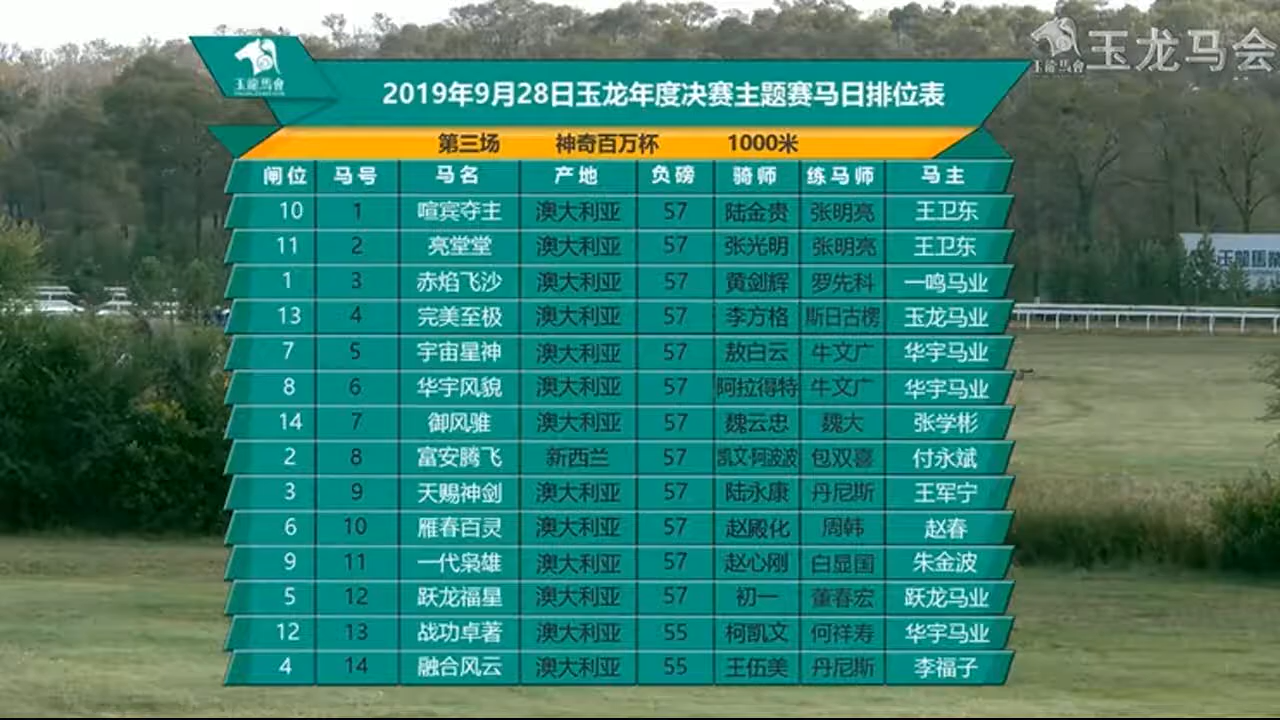 玉龙马会
玉龍馬會
玉龍馬會
2019年9月28日玉龙年度决赛主题赛马日排位表
第三场 神奇百万杯 1000米
闸位 马号 马名 产地 负磅 骑师 练马师 马主
10 1 喧宾夺主 澳大利亚 57 陆金贵 张明亮 王卫东
11 2 亮堂堂 澳大利亚 57 张光明 张明亮 王卫东
1 3 赤焰飞沙 澳大利亚 57 黄剑辉 罗先科 一鸣马业
13 4 完美至极 澳大利亚 57 李方格 斯日古楞 玉龙马业
7 5 宇宙星神 澳大利亚 57 敖白云 牛文广 华宇马业
8 6 华宇风貌 澳大利亚 57 阿拉得特 牛文广 华宇马业
14 7 御风骓 澳大利亚 57 魏云忠 魏大 张学彬
2 8 富安腾飞 新西兰 57 凯文·阿波波 包双喜 付永斌
3 9 天赐神剑 澳大利亚 57 陆永康 丹尼斯 王军宁
6 10 雁春百灵 澳大利亚 57 赵殿化 周韩 赵春
9 11 一代枭雄 澳大利亚 57 赵心刚 白显国 朱金波
5 12 跃龙福星 澳大利亚 57 初一 董春宏 跃龙马业
12 13 战功卓著 澳大利亚 55 柯凯文 何祥寿 华宇马业
4 14 融合风云 澳大利亚 55 王伍美 丹尼斯 李福子